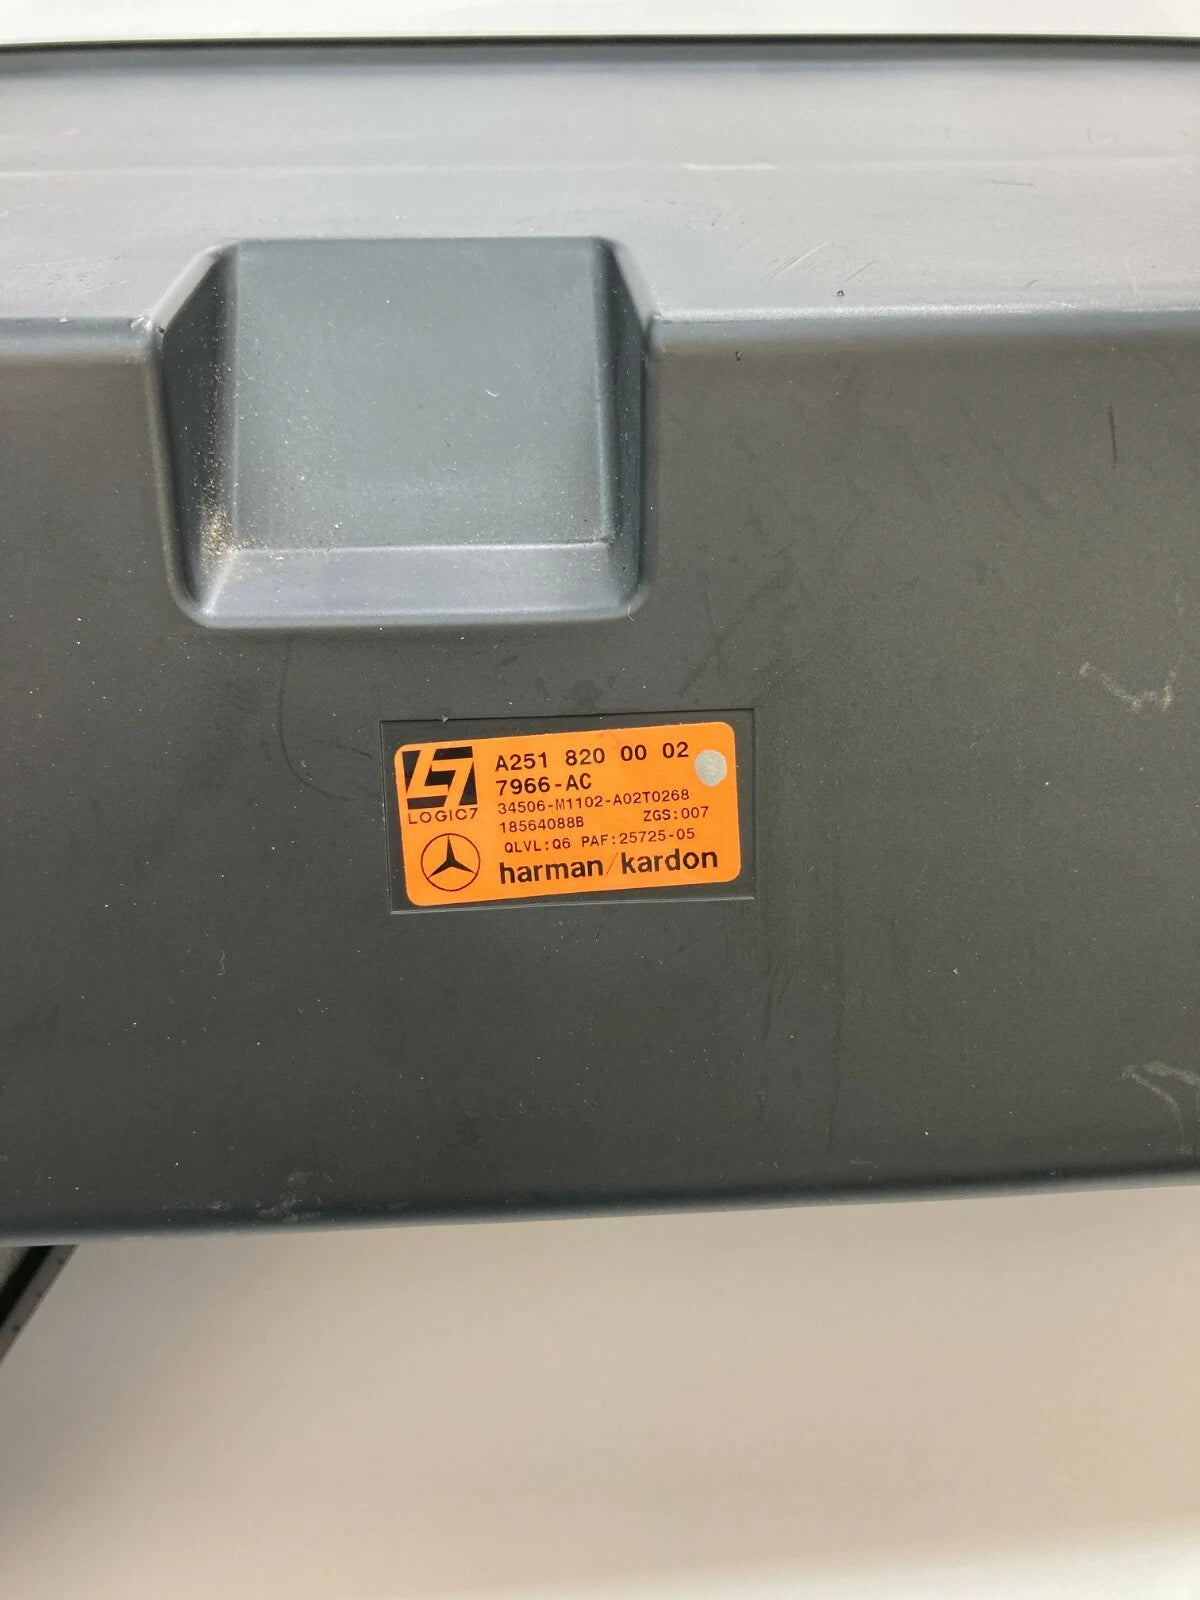 A251 820 00 02
7966-AC
LOGIC7
34506-M1102-A02T0268
18564088B ZGS:007
QLVL:Q6 PAF:25725-05
harman/kardon